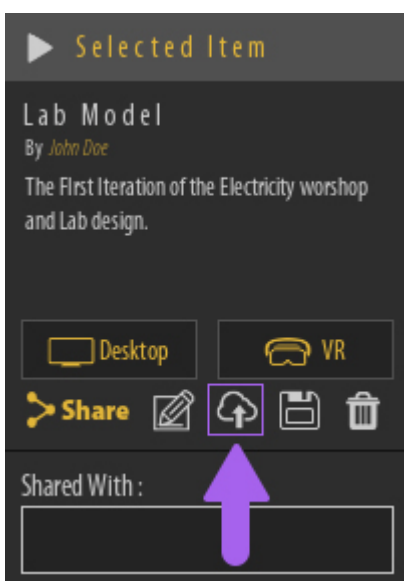 Selected Item
Lab Model
By John Doe
The FIrst Iteration of the Electricity worshop
and Lab design.
Desktop VR
Share
Shared With :